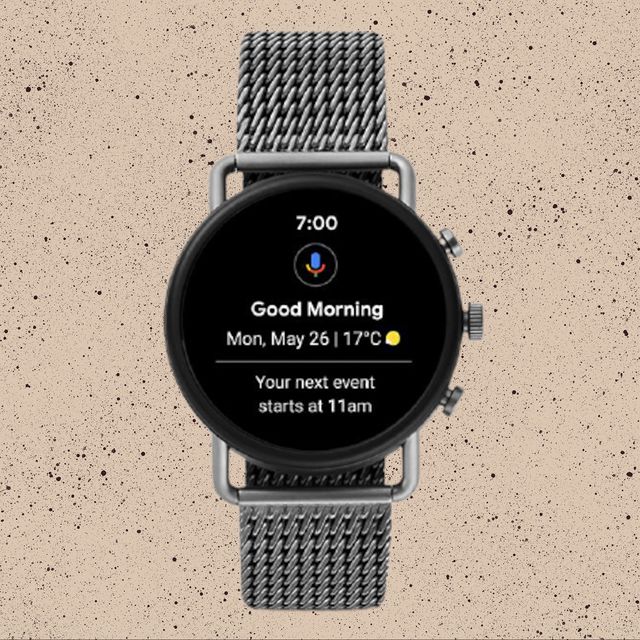 7:00
Good Morning
Mon, May 26 | 17°C
Your next event
starts at 11am